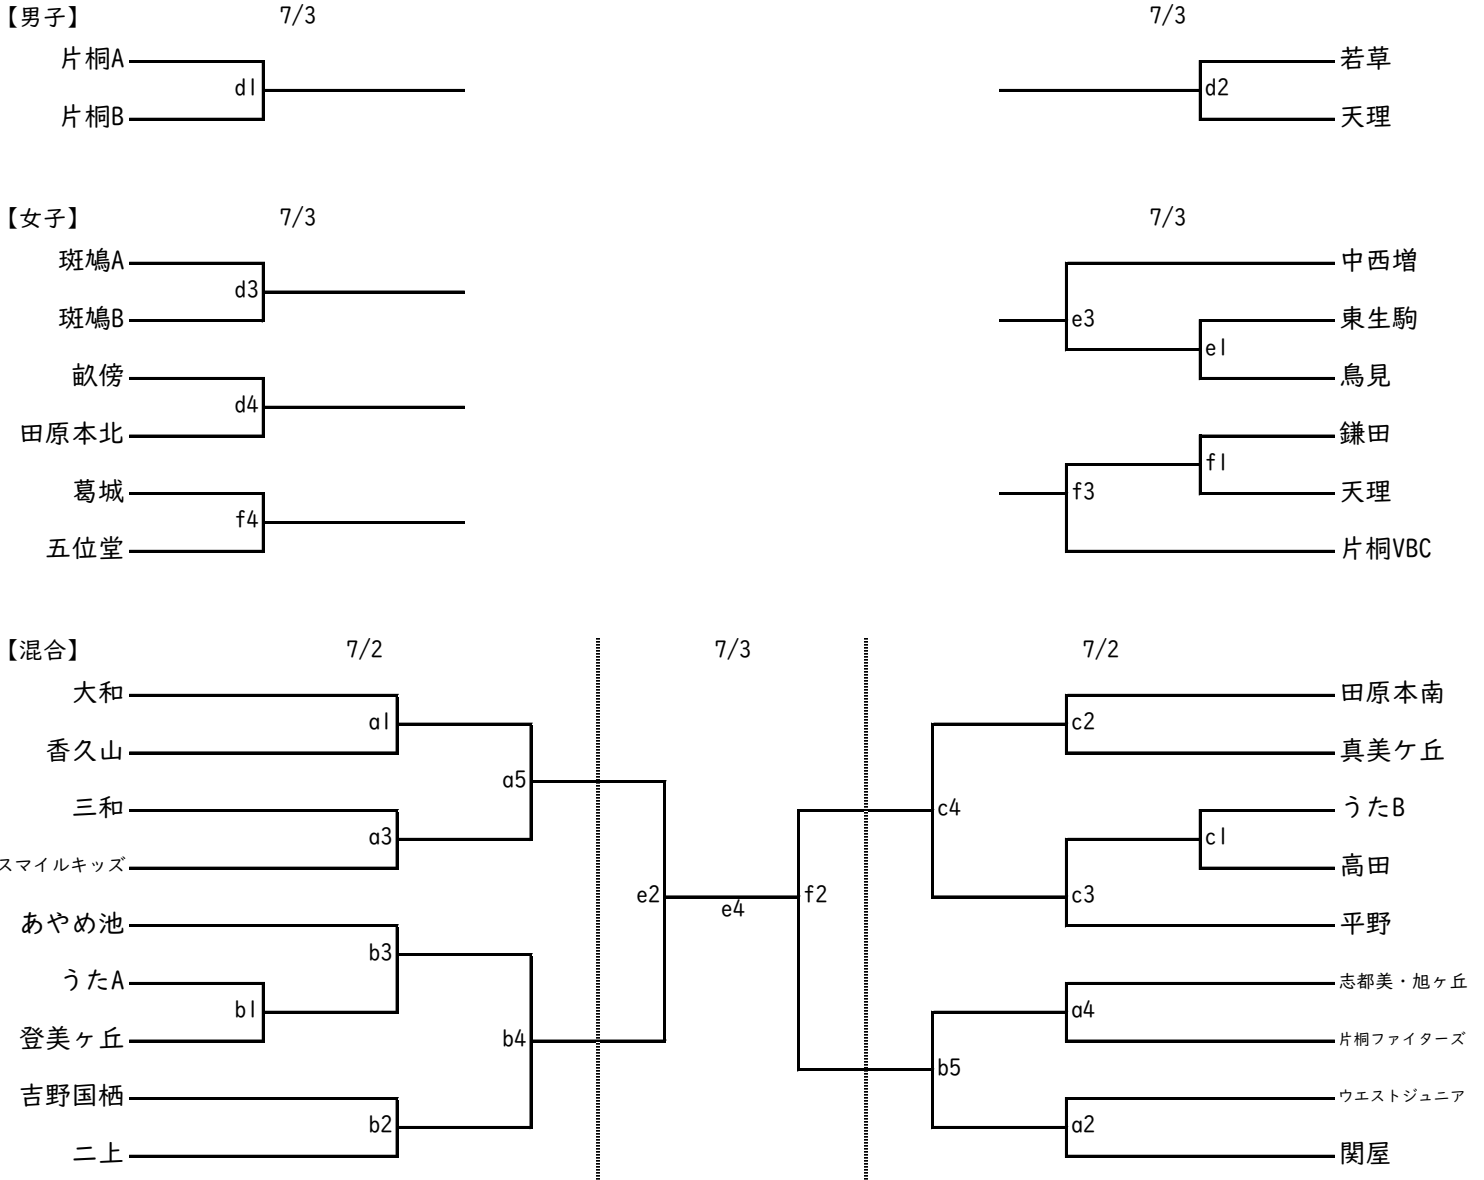 【男子】 7/3 7/3
片桐A 若草
d1 d2
片桐B 天理
【女子】 7/3 7/3
斑鳩A 中西増
d3
斑鳩B e3 東生駒
e1
畝傍 鳥見
d4
田原本北 鎌田
f1
葛城 f3 天理
f4
五位堂 片桐VBC
【混合】 7/2 7/3 7/2
大和 田原本南
a1 c2
香久山 真美ケ丘
a5
三和 c4 うたB
a3 c1
スマイルキッズ 高田
e2 e4 f2 c3
あやめ池 平野
b3
うたA 志都美・旭ヶ丘
b1 a4
登美ヶ丘 b4 片桐ファイターズ
b5
吉野国栖 ウエストジュニア
b2 a2
二上 関屋